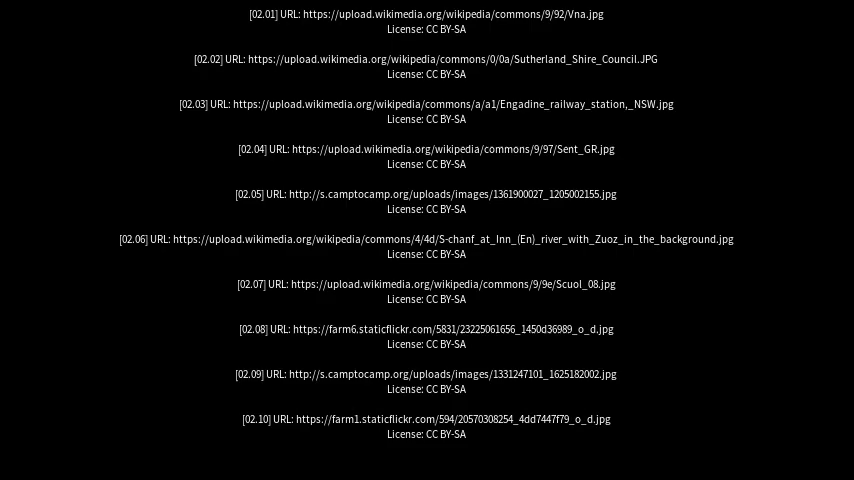 [02.01] URL: https://upload.wikimedia.org/wikipedia/commons/9/92/Vna.jpg
License: CC BY-SA
[02.02] URL: https://upload.wikimedia.org/wikipedia/commons/0/0a/Sutherland_Shire_Council.JPG
License: CC BY-SA
[02.03] URL: https://upload.wikimedia.org/wikipedia/commons/a/a1/Engadine_railway_station,_NSW.jpg
License: CC BY-SA
[02.04] URL: https://upload.wikimedia.org/wikipedia/commons/9/97/Sent_GR.jpg
License: CC BY-SA
[02.05] URL: http://s.camptocamp.org/uploads/images/1361900027_1205002155.jpg
License: CC BY-SA
[02.06] URL: https://upload.wikimedia.org/wikipedia/commons/4/4d/S-chanf_at_Inn_(En)_river_with_Zuoz_in_the_background.jpg
License: CC BY-SA
[02.07] URL: https://upload.wikimedia.org/wikipedia/commons/9/9e/Scuol_08.jpg
License: CC BY-SA
[02.08] URL: https://farm6.staticflickr.com/5831/23225061656_1450d36989_o_d.jpg
License: CC BY-SA
[02.09] URL: http://s.camptocamp.org/uploads/images/1331247101_1625182002.jpg
License: CC BY-SA
[02.10] URL: https://farm1.staticflickr.com/594/20570308254_4dd7447f79_o_d.jpg
License: CC BY-SA